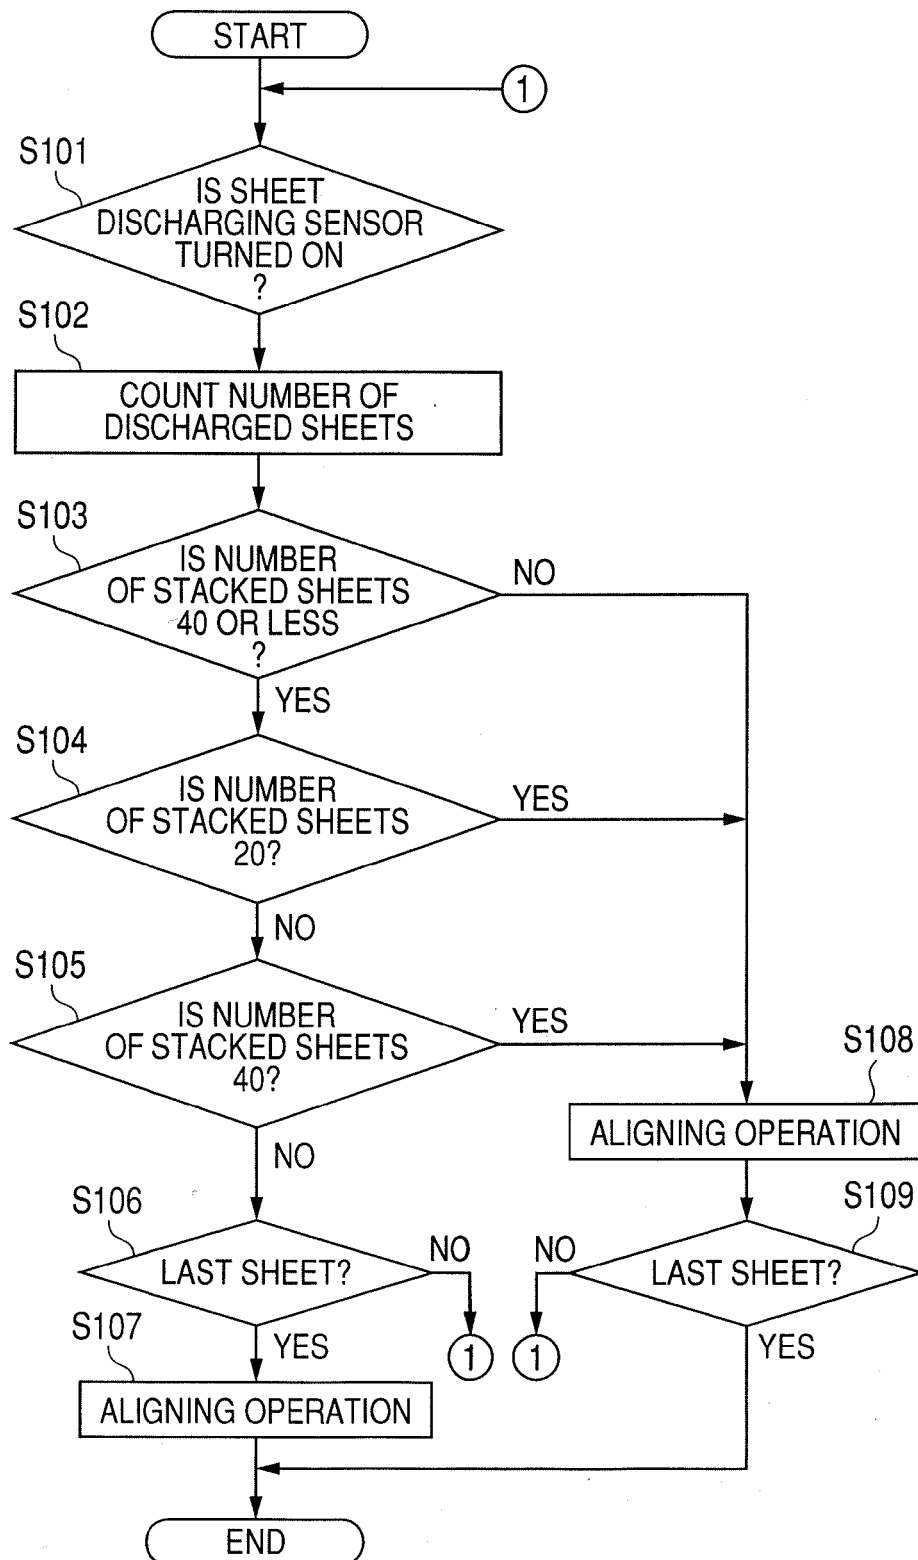 START
1
S101
IS SHEET
DISCHARGING SENSOR
TURNED ON
?
S102
COUNT NUMBER OF
DISCHARGED SHEETS
S103
IS NUMBER
OF STACKED SHEETS
40 OR LESS
?
NO
YES
S104
IS NUMBER
OF STACKED SHEETS
20?
YES
NO
S105
IS NUMBER
OF STACKED SHEETS
40?
YES
NO
S108
ALIGNING OPERATION
S106
LAST SHEET?
NO
1
YES
S109
LAST SHEET?
NO
1
YES
S107
ALIGNING OPERATION
END